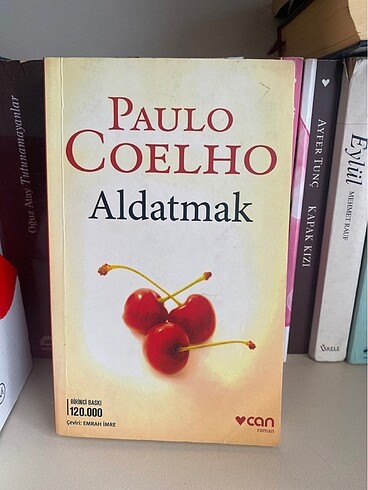 PAULO
COELHO
Aldatmak
BİRİNCİ BASKI
120.000
Çeviri: EMRAH İMRE
can
roman
Oğuz Atay Tutunamayanlar
AYFER TUNÇ
KAPAK KIZI
Eylül
MEHMET RAUF